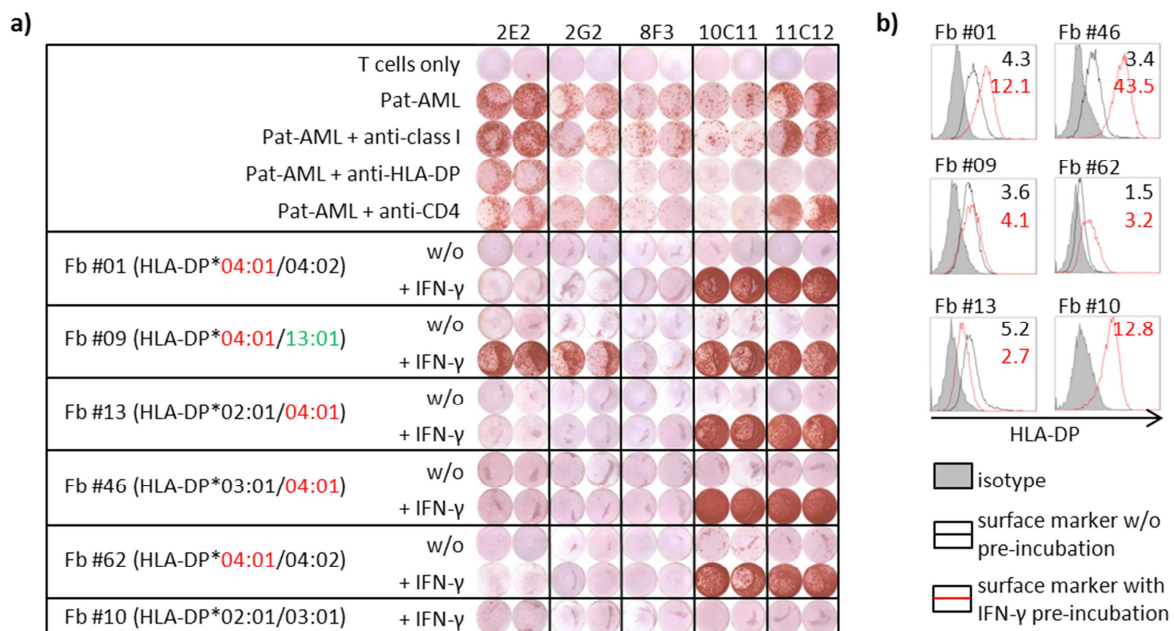 a)
2E2 2G2 8F3 10C11 11C12
T cells only
Pat-AML
Pat-AML + anti-class I
Pat-AML + anti-HLA-DP
Pat-AML + anti-CD4
Fb #01 (HLA-DP*04:01/04:02) w/o
+ IFN-γ
Fb #09 (HLA-DP*04:01/13:01) w/o
+ IFN-γ
Fb #13 (HLA-DP*02:01/04:01) w/o
+ IFN-γ
Fb #46 (HLA-DP*03:01/04:01) w/o
+ IFN-γ
Fb #62 (HLA-DP*04:01/04:02) w/o
+ IFN-γ
Fb #10 (HLA-DP*02:01/03:01) + IFN-γ
b)
Fb #01 Fb #46
4.3 3.4
12.1 43.5
Fb #09 Fb #62
3.6 1.5
4.1 3.2
Fb #13 Fb #10
5.2 12.8
2.7
HLA-DP
isotype
surface marker w/o
pre-incubation
surface marker with
IFN-γ pre-incubation